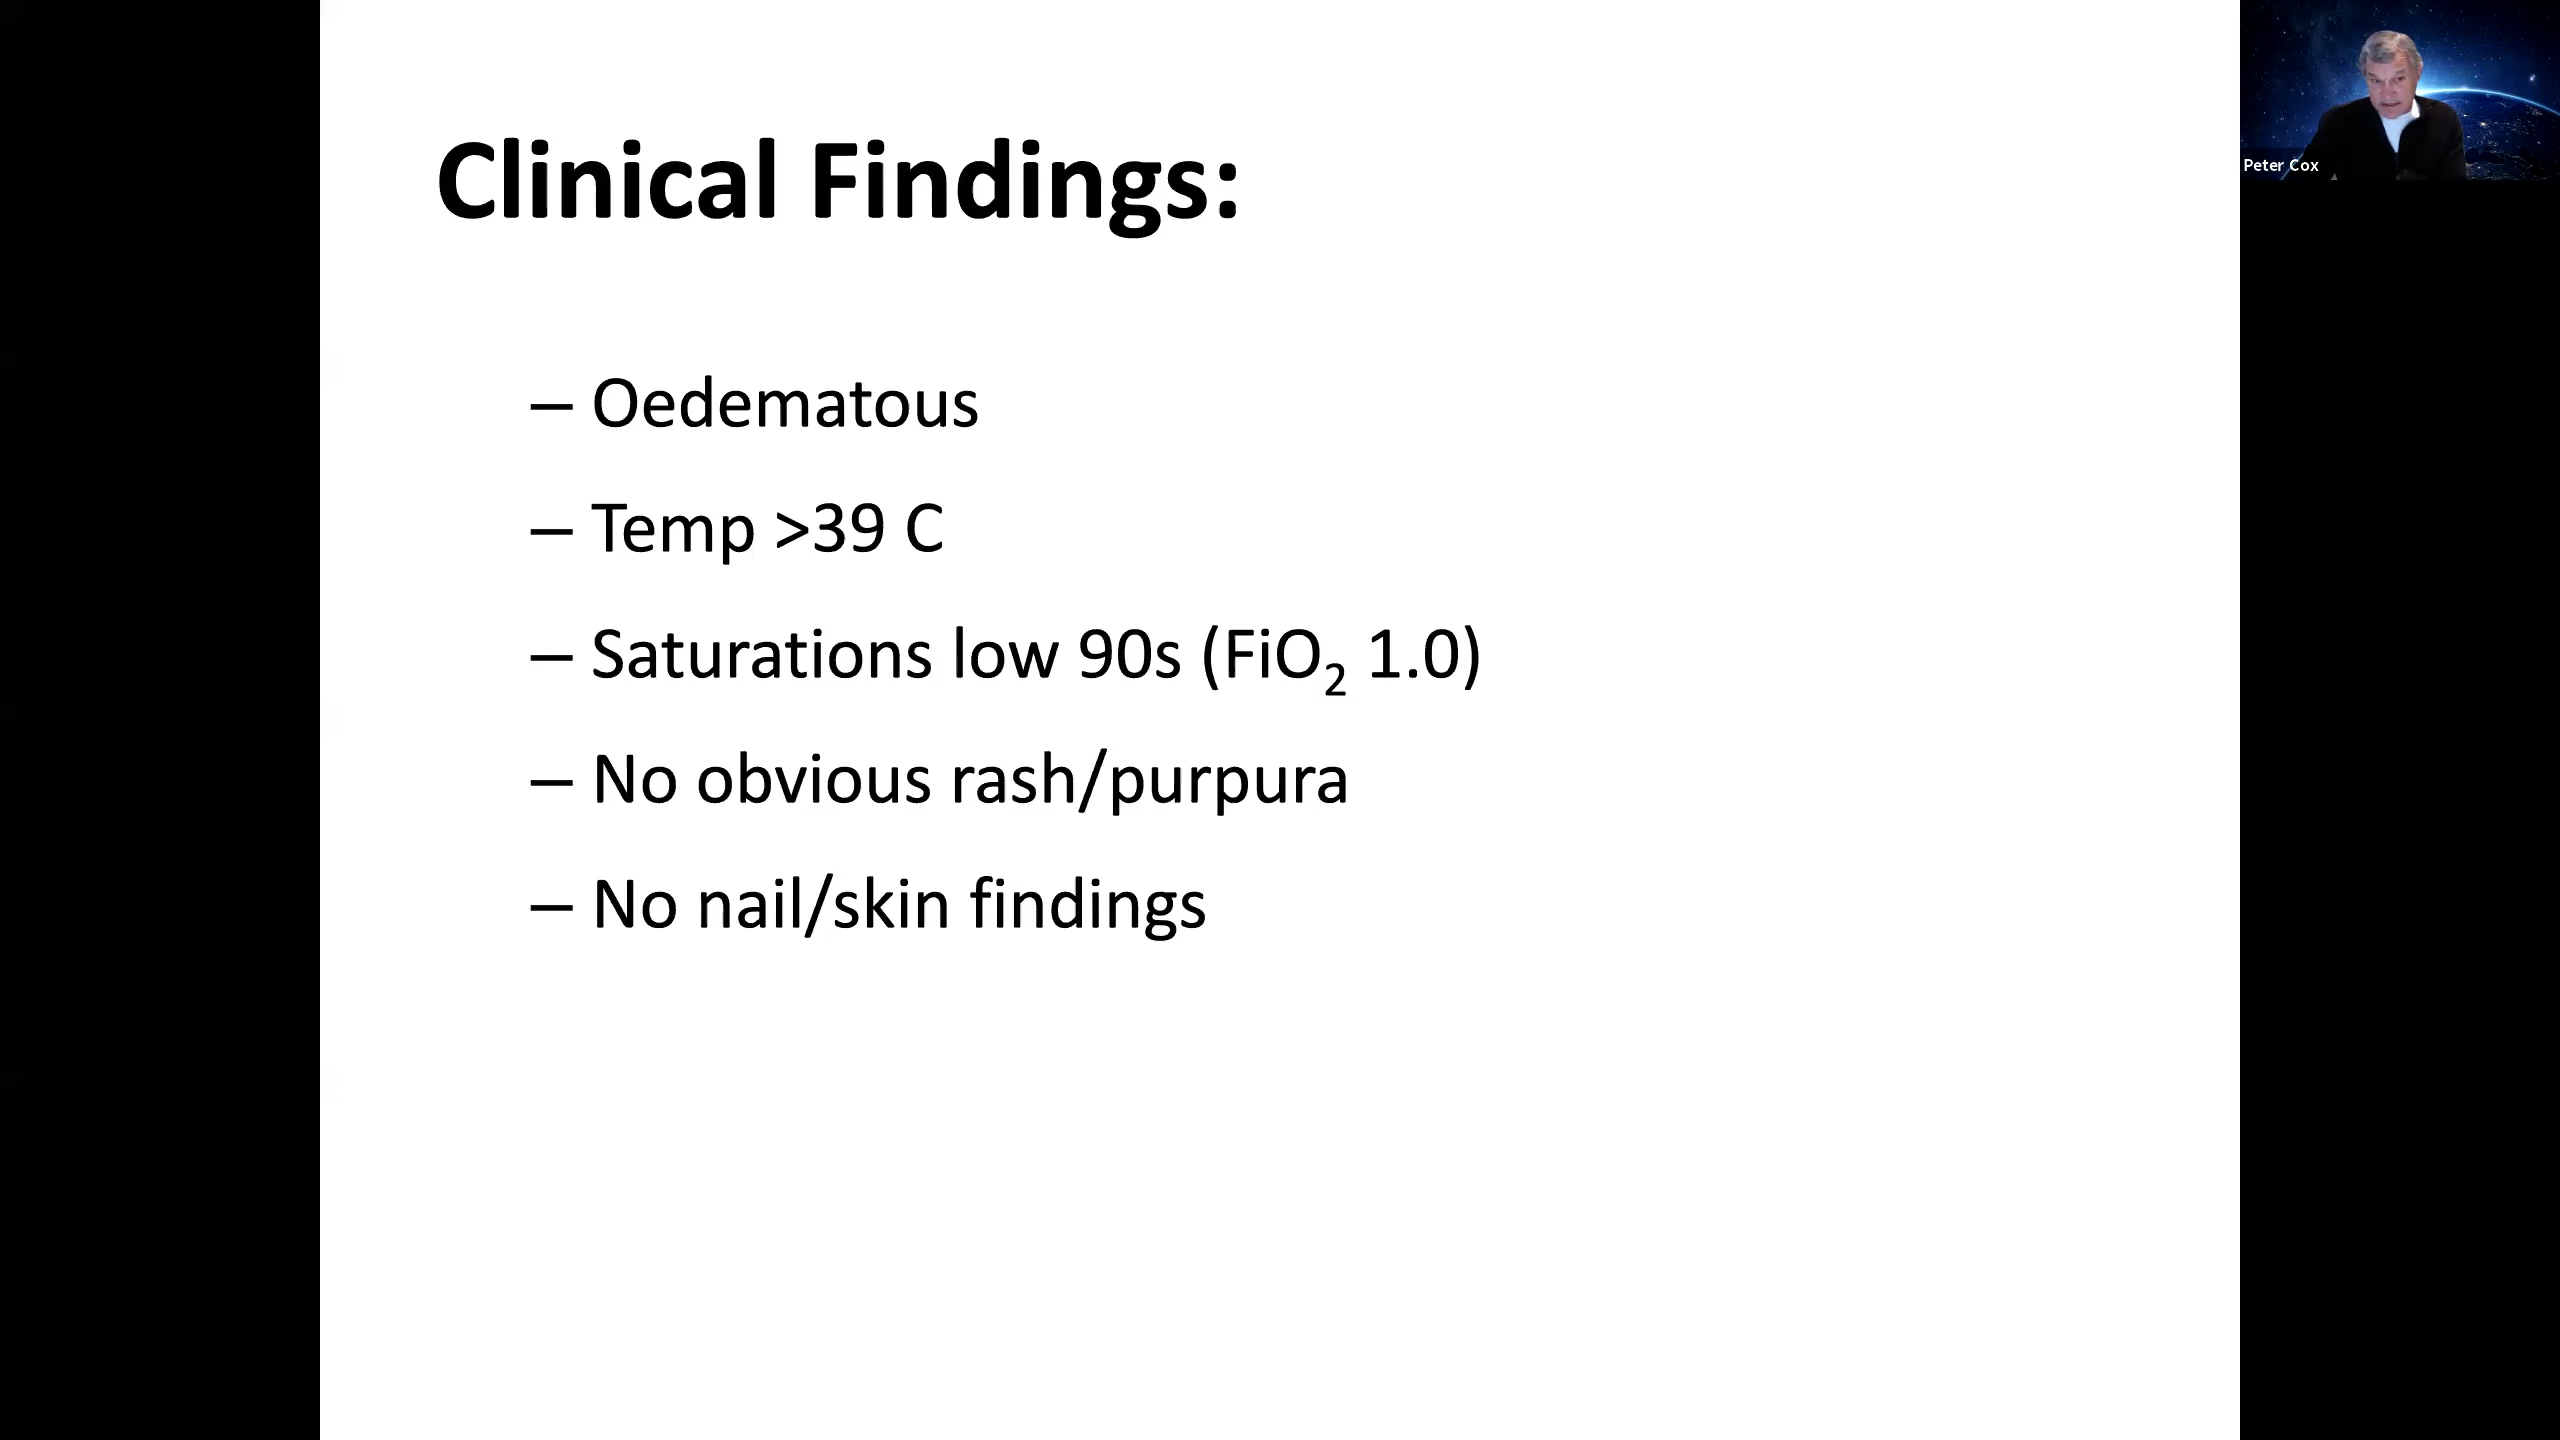 Clinical Findings:
– Oedematous
– Temp >39 C
– Saturations low 90s (FiO₂ 1.0)
– No obvious rash/purpura
– No nail/skin findings
Peter Cox